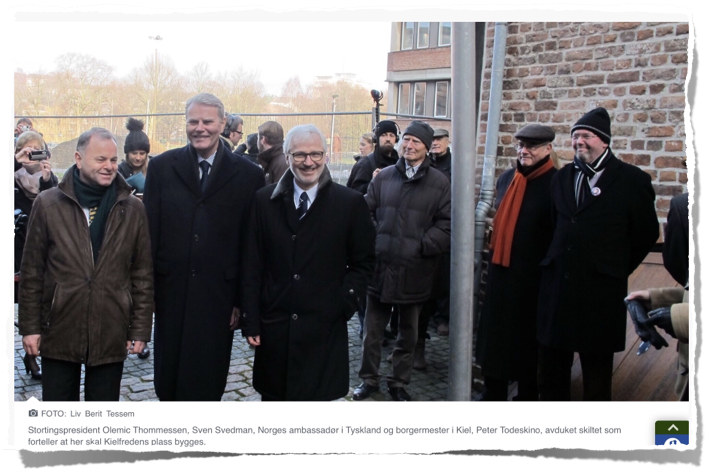 FOTO: Liv Berit Tessem
Stortingspresident Olemic Thommessen, Sven Svedman, Norges ambassadør i Tyskland og borgermester i Kiel, Peter Todeskino, avduket skiltet som
forteller at her skal Kielfredens plass bygges.